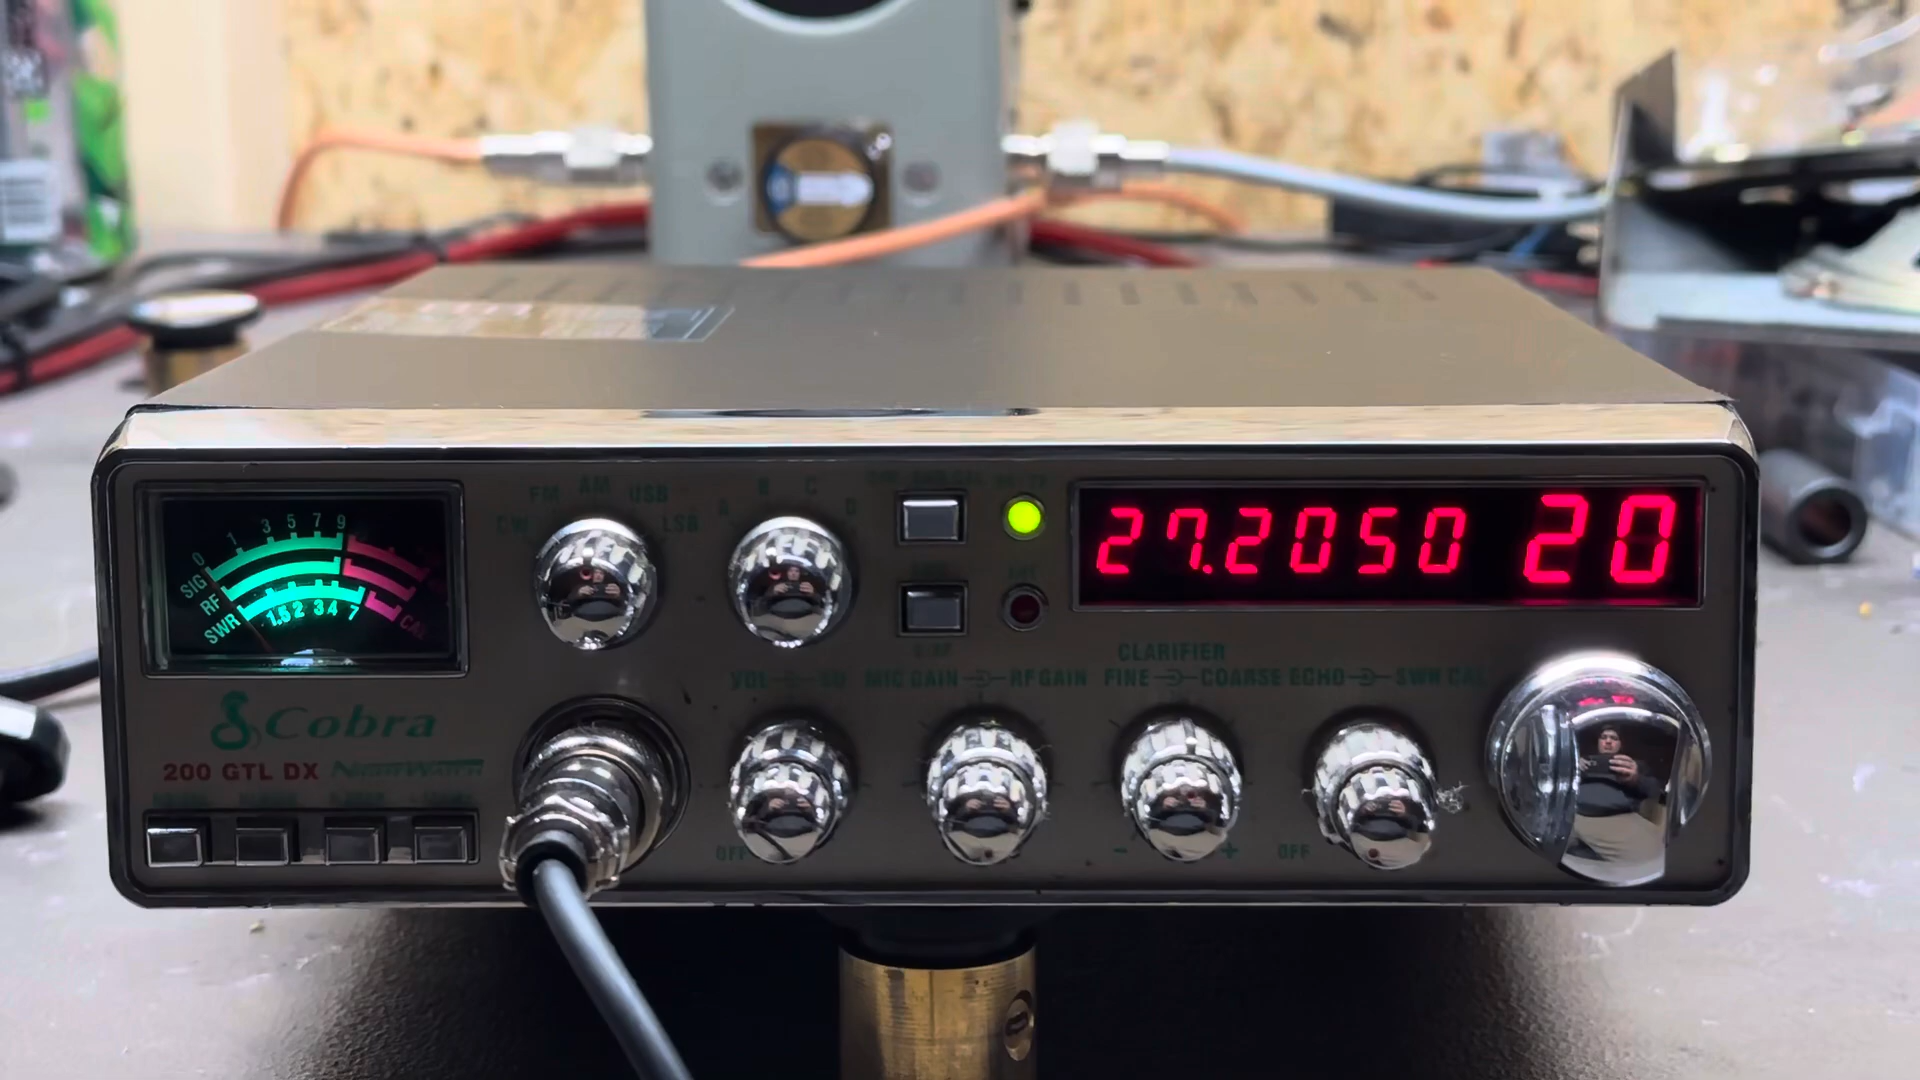 FM AM USB
CW LSB
A B C D
27.2050 20
0 1 3 5 7 9
SIG
RF
SWR 1.5 2 3 4 7 CAL
CLARIFIER
VOL SQ MIC GAIN RF GAIN FINE COARSE ECHO SWR CAL
Cobra
200 GTL DX NIGHTWATCH
OFF - + OFF